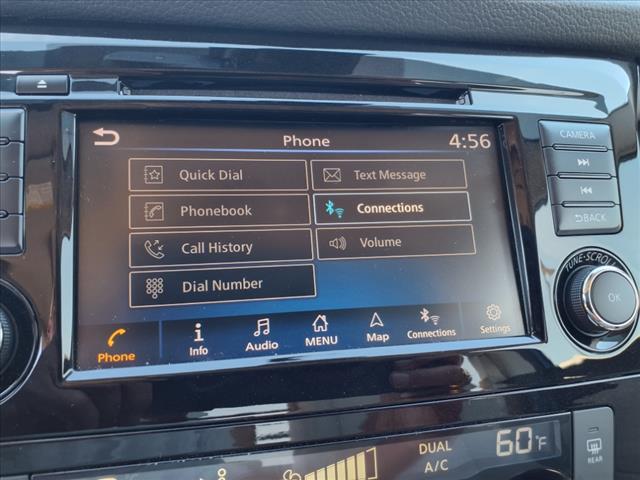 Phone 4:56
Quick Dial Text Message
Phonebook Connections
Call History Volume
Dial Number
Phone Info Audio MENU Map Connections Settings
CAMERA
BACK
TUNE·SCROLL
OK
DUAL 60°F
A/C
REAR